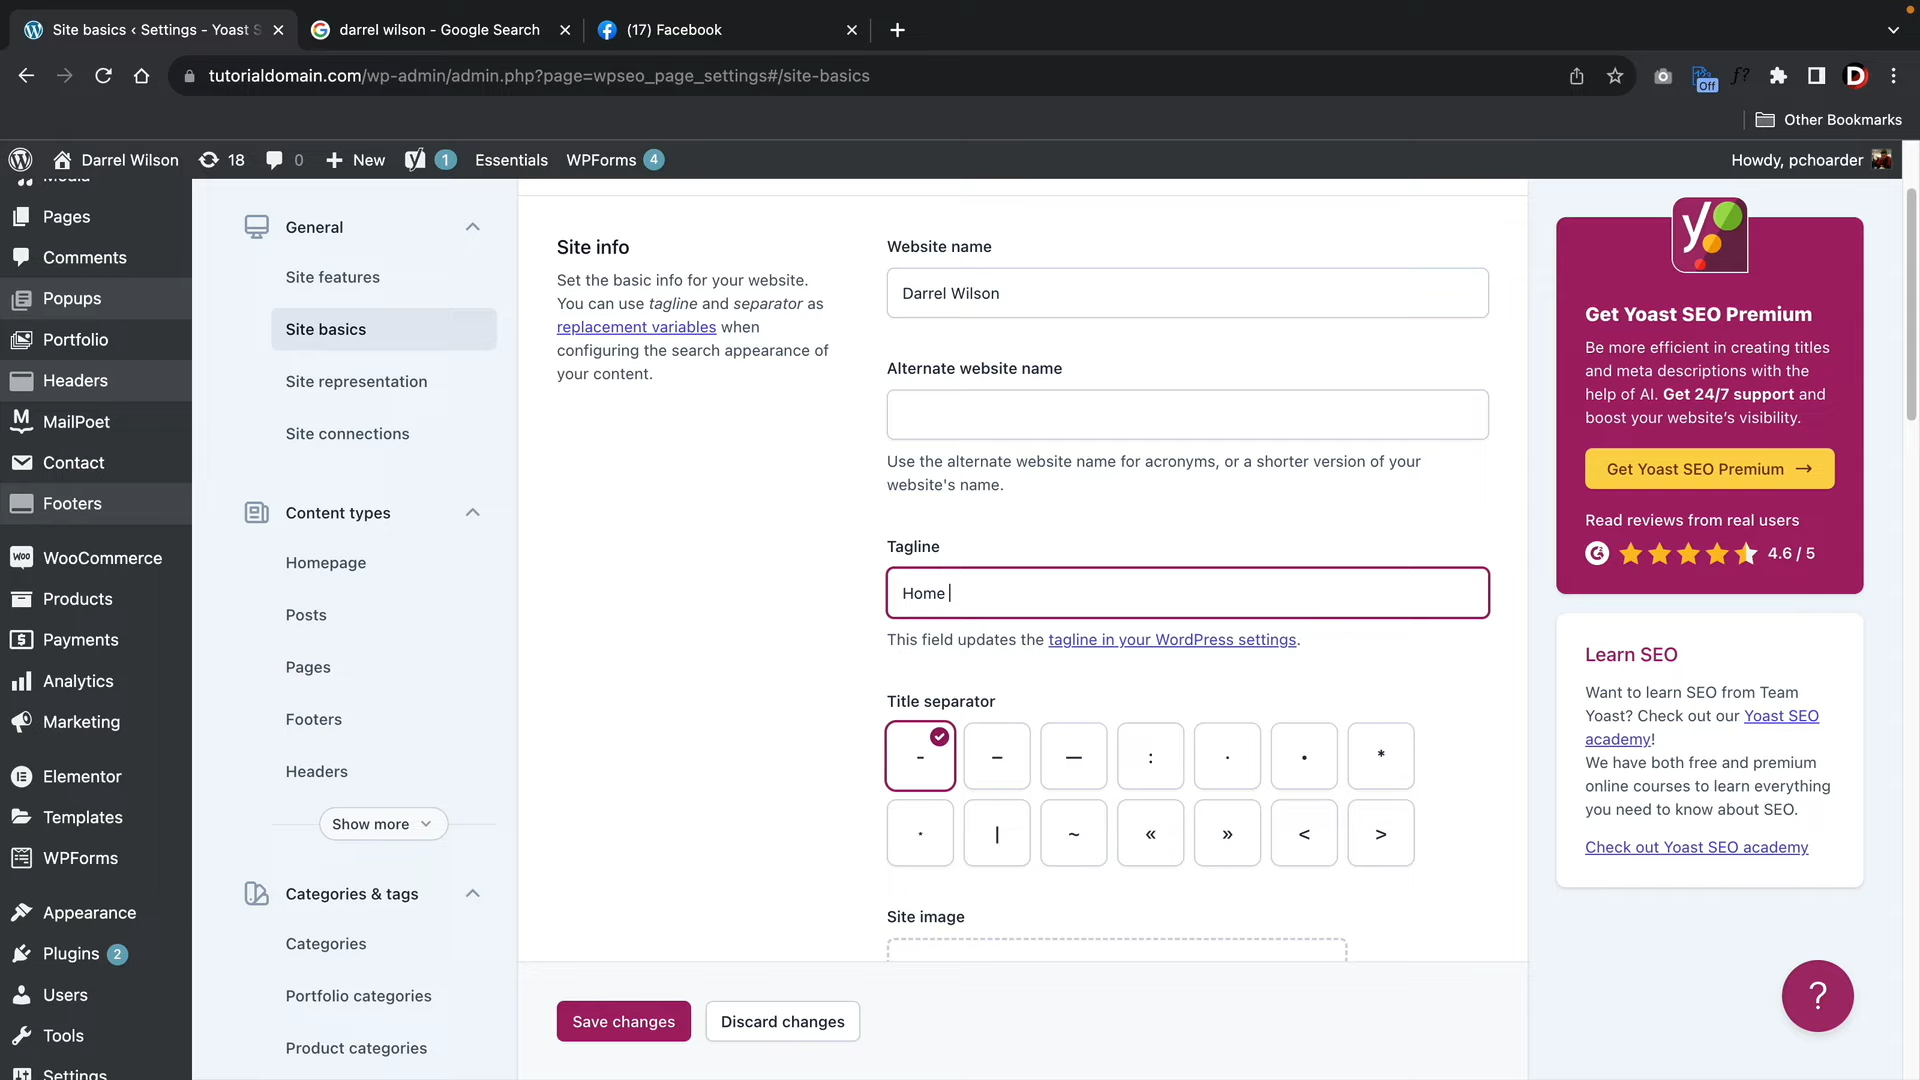 Site basics ‹ Settings - Yoast S
darrel wilson - Google Search
(17) Facebook
tutorialdomain.com/wp-admin/admin.php?page=wpseo_page_settings#/site-basics
Off
f?
D
Other Bookmarks
Darrel Wilson
18
0
New
1
Essentials
WPForms 4
Howdy, pchoarder
Media
Pages
Comments
Popups
Portfolio
Headers
MailPoet
Contact
Footers
WooCommerce
Products
Payments
Analytics
Marketing
Elementor
Templates
WPForms
Appearance
Plugins 2
Users
Tools
Settings
General
Site features
Site basics
Site representation
Site connections
Content types
Homepage
Posts
Pages
Footers
Headers
Show more
Categories & tags
Categories
Portfolio categories
Product categories
Site info
Set the basic info for your website.
You can use tagline and separator as
replacement variables when
configuring the search appearance of
your content.
Website name
Darrel Wilson
Alternate website name
Use the alternate website name for acronyms, or a shorter version of your
website's name.
Tagline
Home
This field updates the tagline in your WordPress settings.
Title separator
- – — : · • *
⋆ | ~ « » < >
Site image
Save changes
Discard changes
Get Yoast SEO Premium
Be more efficient in creating titles
and meta descriptions with the
help of AI. Get 24/7 support and
boost your website’s visibility.
Get Yoast SEO Premium →
Read reviews from real users
4.6 / 5
Learn SEO
Want to learn SEO from Team
Yoast? Check out our Yoast SEO
academy!
We have both free and premium
online courses to learn everything
you need to know about SEO.
Check out Yoast SEO academy
?